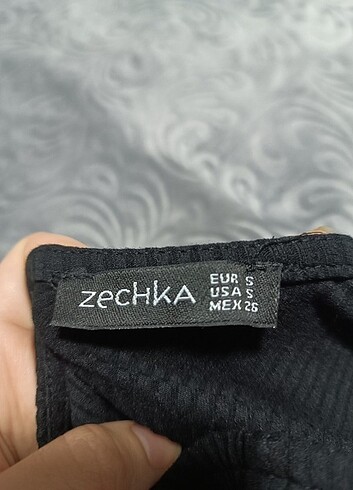 zecHKA
EUR S
USA S
MEX 26